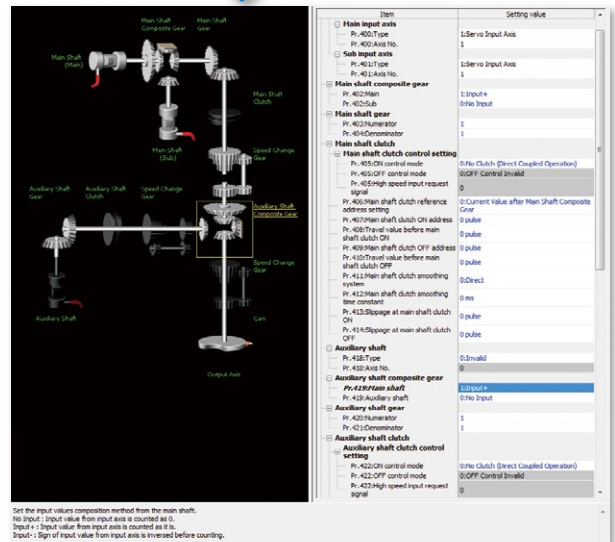 Main Shaft
Composite Gear
Main Shaft
Gear
Main Shaft
(Main)
Main Shaft
Clutch
Main Shaft
(Sub)
Speed Change
Gear
Auxiliary Shaft
Gear
Auxiliary Shaft
Clutch
Speed Change
Gear
Auxiliary Shaft
Composite Gear
Speed Change
Gear
Auxiliary Shaft
Cam
Output Axis
Item Setting value
Main input axis
Pr.400:Type 1:Servo Input Axis
Pr.400:Axis No. 1
Sub input axis
Pr.401:Type 1:Servo Input Axis
Pr.401:Axis No. 1
Main shaft composite gear
Pr.402:Main 1:Input+
Pr.402:Sub 0:No Input
Main shaft gear
Pr.403:Numerator 1
Pr.404:Denominator 1
Main shaft clutch
Main shaft clutch control setting
Pr.405:ON control mode 0:No Clutch (Direct Coupled Operation)
Pr.405:OFF control mode 0:OFF Control Invalid
Pr.405:High speed input request
signal 0
Pr.406:Main shaft clutch reference
address setting 0:Current Value after Main Shaft Composite
Gear
Pr.407:Main shaft clutch ON address 0 pulse
Pr.408:Travel value before main
shaft clutch ON 0 pulse
Pr.409:Main shaft clutch OFF address 0 pulse
Pr.410:Travel value before main
shaft clutch OFF 0 pulse
Pr.411:Main shaft clutch smoothing
system 0:Direct
Pr.412:Main shaft clutch smoothing
time constant 0 ms
Pr.413:Slippage at main shaft clutch
ON 0 pulse
Pr.414:Slippage at main shaft clutch
OFF 0 pulse
Auxiliary shaft
Pr.418:Type 0:Invalid
Pr.418:Axis No. 0
Auxiliary shaft composite gear
Pr.419:Main shaft 1:Input+
Pr.419:Auxiliary shaft 0:No Input
Auxiliary shaft gear
Pr.420:Numerator 1
Pr.421:Denominator 1
Auxiliary shaft clutch
Auxiliary shaft clutch control
setting
Pr.422:ON control mode 0:No Clutch (Direct Coupled Operation)
Pr.422:OFF control mode 0:OFF Control Invalid
Pr.422:High speed input request
signal 0
Set the input values composition method from the main shaft.
No Input : Input value from input axis is counted as 0.
Input+ : Input value from input axis is counted as it is.
Input- : Sign of input value from input axis is inversed before counting.